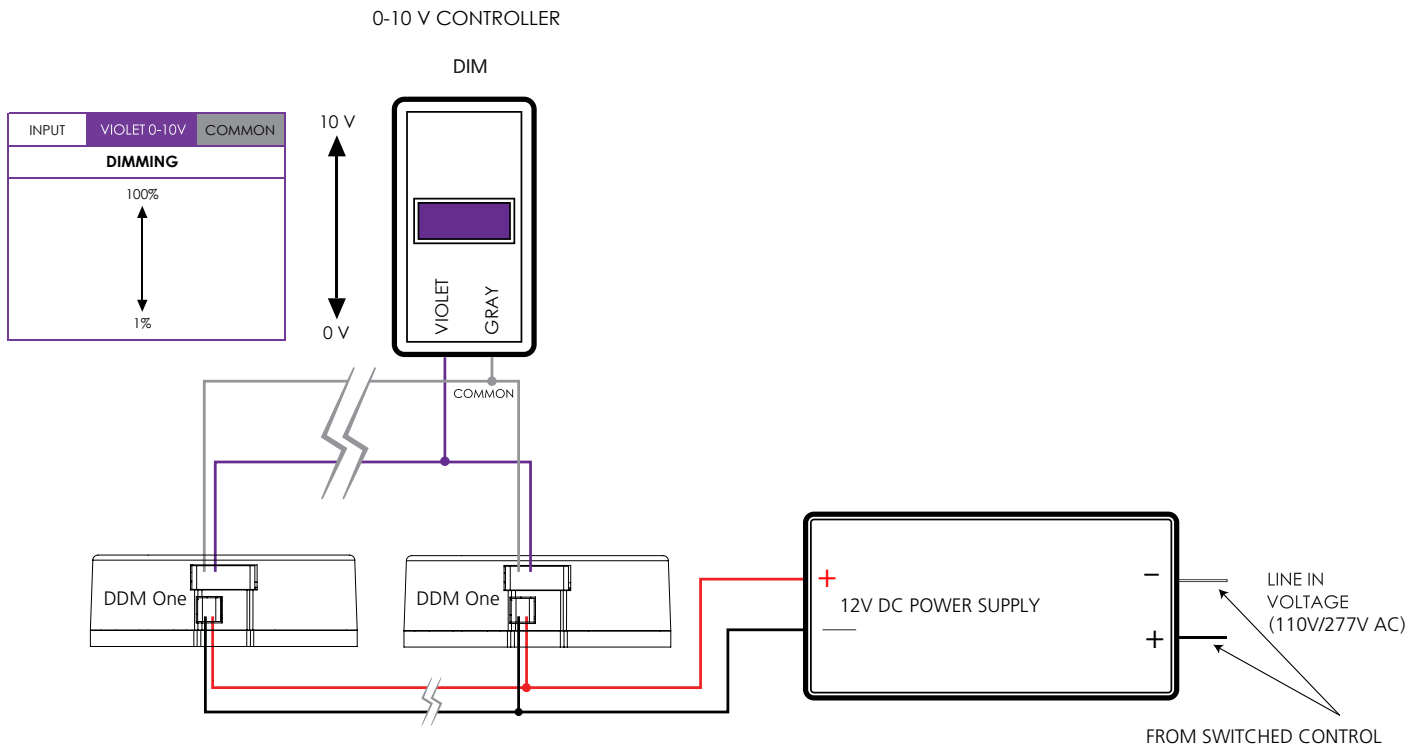 0-10 V CONTROLLER
DIM
INPUT VIOLET 0-10V COMMON
DIMMING
100%
1%
10 V
0 V
VIOLET
GRAY
COMMON
DDM One
DDM One
+
—
12V DC POWER SUPPLY
–
+
LINE IN
VOLTAGE
(110V/277V AC)
FROM SWITCHED CONTROL